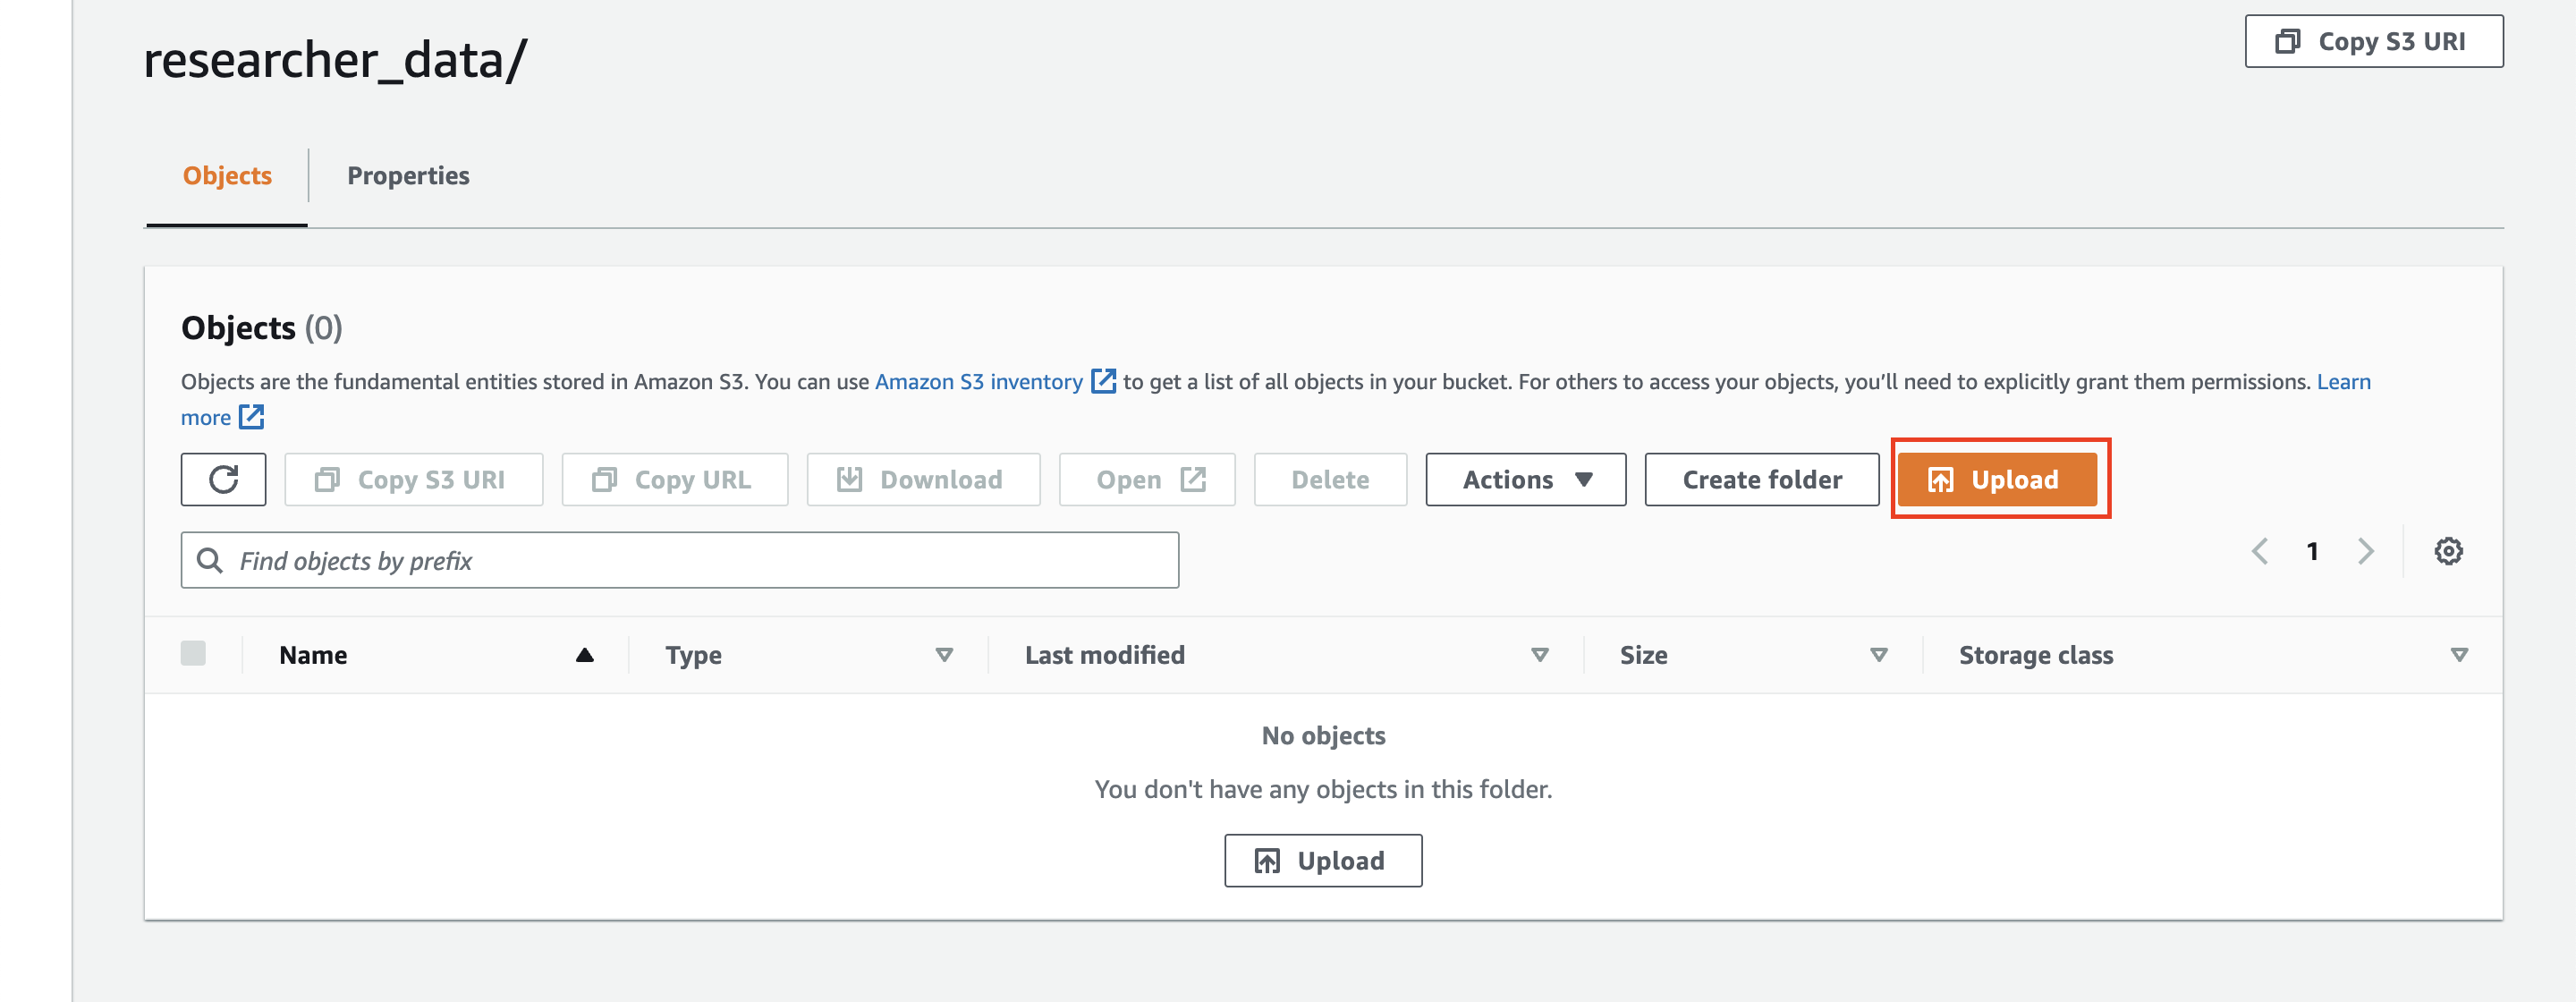 researcher_data/
Copy S3 URI
Objects
Properties
Objects (0)
Objects are the fundamental entities stored in Amazon S3. You can use Amazon S3 inventory to get a list of all objects in your bucket. For others to access your objects, you’ll need to explicitly grant them permissions. Learn
more
Copy S3 URI
Copy URL
Download
Open
Delete
Actions
Create folder
Upload
Find objects by prefix
1
Name
Type
Last modified
Size
Storage class
No objects
You don't have any objects in this folder.
Upload